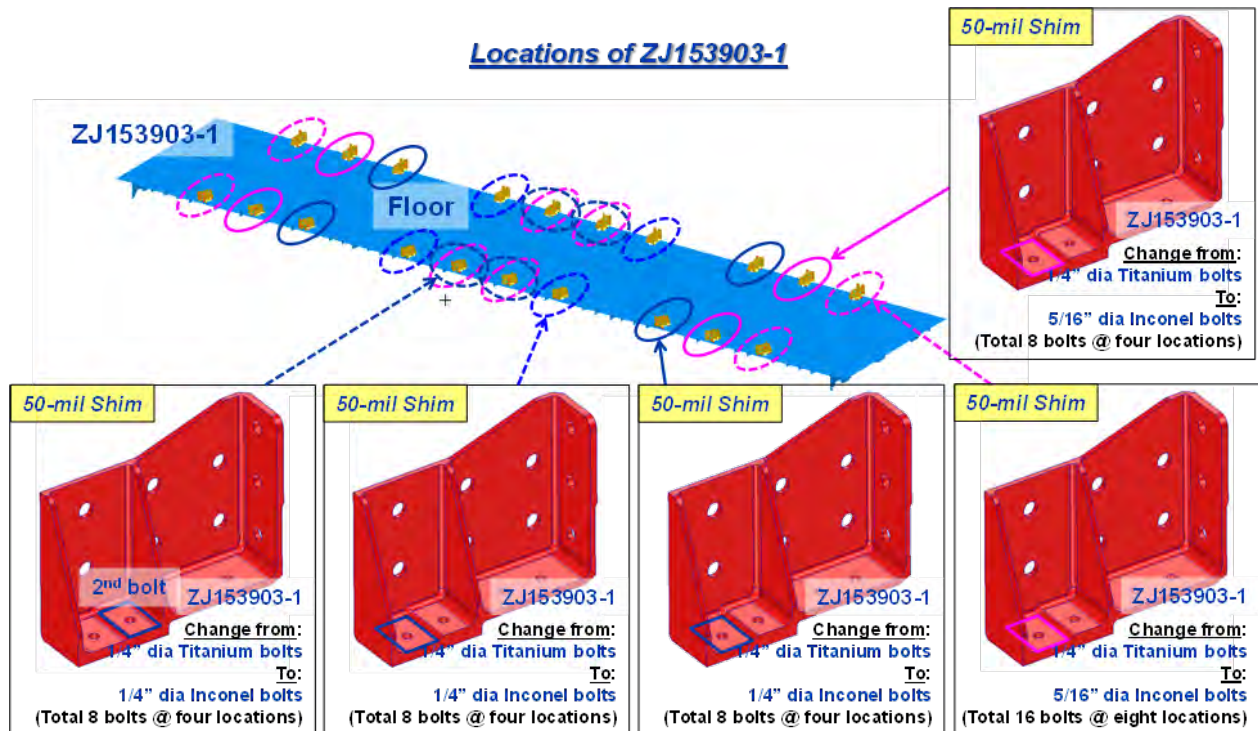 Locations of ZJ153903-1
50-mil Shim
ZJ153903-1
Floor
ZJ153903-1
Change from:
1/4" dia Titanium bolts
To:
5/16" dia Inconel bolts
(Total 8 bolts @ four locations)
50-mil Shim
2nd bolt
ZJ153903-1
Change from:
1/4" dia Titanium bolts
To:
1/4" dia Inconel bolts
(Total 8 bolts @ four locations)
50-mil Shim
ZJ153903-1
Change from:
1/4" dia Titanium bolts
To:
1/4" dia Inconel bolts
(Total 8 bolts @ four locations)
50-mil Shim
ZJ153903-1
Change from:
1/4" dia Titanium bolts
To:
1/4" dia Inconel bolts
(Total 8 bolts @ four locations)
50-mil Shim
ZJ153903-1
Change from:
1/4" dia Titanium bolts
To:
5/16" dia Inconel bolts
(Total 16 bolts @ eight locations)